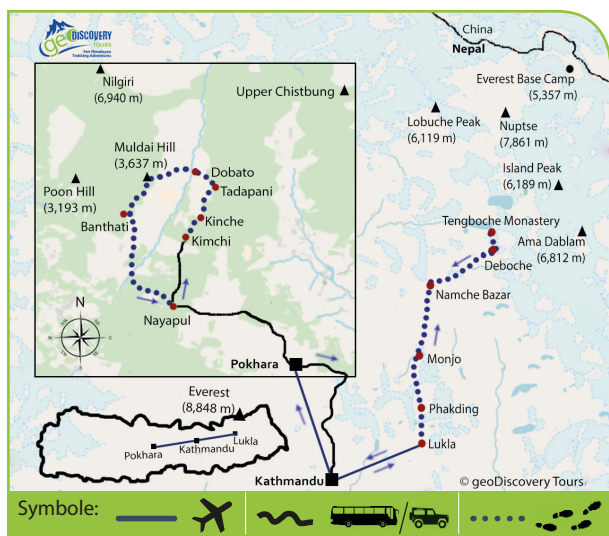 geo DISCOVERY
TOURS
Fair Himalayan
Trekking Adventures
China
Nepal
Everest Base Camp
(5,357 m)
Nilgiri
(6,940 m)
Upper Chistbung
Lobuche Peak
(6,119 m)
Nuptse
(7,861 m)
Island Peak
(6,189 m)
Muldai Hill
(3,637 m)
Dobato
Tadapani
Poon Hill
(3,193 m)
Banthati
Kinche
Kimchi
Tengboche Monastery
Ama Dablam
(6,812 m)
Deboche
Namche Bazar
N
Nayapul
Pokhara
Monjo
Everest
(8,848 m)
Phakding
Lukla
Pokhara
Kathmandu
Lukla
Kathmandu
© geoDiscovery Tours
Symbole:
/